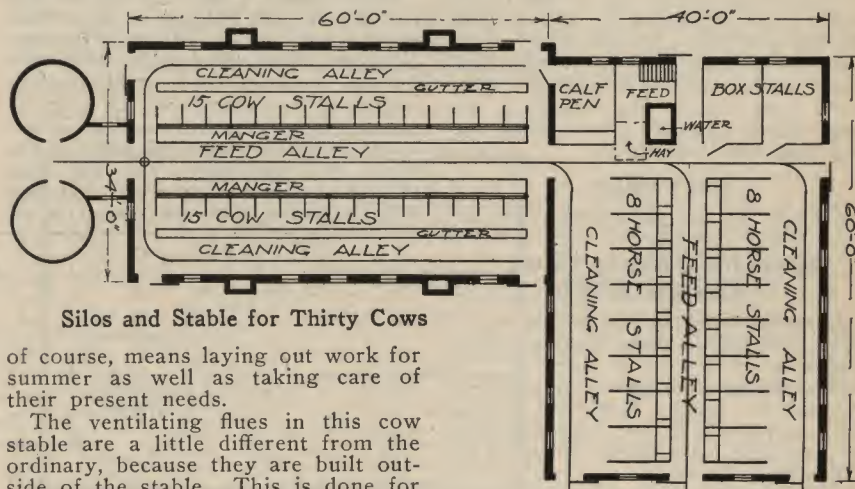 60'-0"
40'-0"
CLEANING ALLEY
GUTTER
15 COW STALLS
MANGER
FEED ALLEY
MANGER
15 COW STALLS
GUTTER
CLEANING ALLEY
34'-0"
CALF
PEN
FEED
BOX STALLS
WATER
HAY
60'-0"
CLEANING ALLEY
8 HORSE STALLS
FEED ALLEY
8 HORSE STALLS
CLEANING ALLEY
Silos and Stable for Thirty Cows
of course, means laying out work for
summer as well as taking care of
their present needs.
The ventilating flues in this cow
stable are a little different from the
ordinary, because they are built out-
side of the stable. This is done for